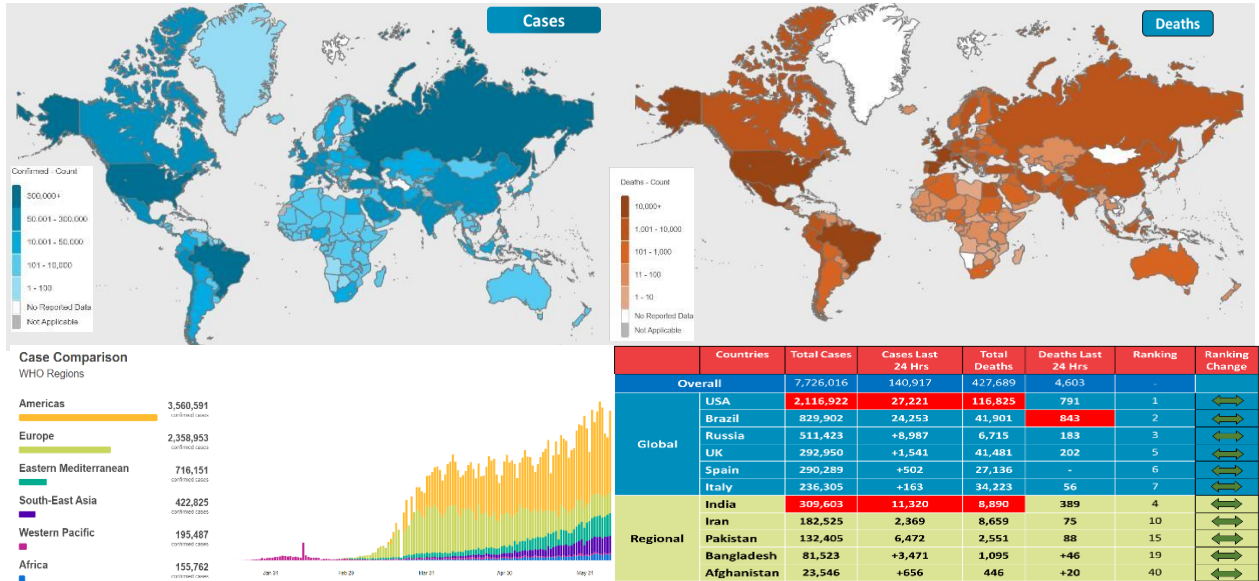 Cases
Confirmed - Count
300,000+
50.001 - 300.000
10.001 - 50,000
101 - 10,000
1 - 100
No Reported Data
Not Applicable
Deaths
Deaths - Count
10,000+
1.001 - 10,000
101 - 1,000
11 - 100
1 - 10
No Reported Data
Not Applicable
Case Comparison
WHO Regions
Americas 3,560,591
confirmed cases
Europe 2,358,953
confirmed cases
Eastern Mediterranean 716,151
confirmed cases
South-East Asia 422,825
confirmed cases
Western Pacific 195,487
confirmed cases
Africa 155,762
confirmed cases
Jan 31 Feb 29 Mar 31 Apr 30 May 31
Countries Total Cases Cases Last 24 Hrs Total Deaths Deaths Last 24 Hrs Ranking Ranking Change
Overall 7,726,016 140,917 427,689 4,603 -
Global
USA 2,116,922 27,221 116,825 791 1
Brazil 829,902 24,253 41,901 843 2
Russia 511,423 +8,987 6,715 183 3
UK 292,950 +1,541 41,481 202 5
Spain 290,289 +502 27,136 - 6
Italy 236,305 +163 34,223 56 7
Regional
India 309,603 11,320 8,890 389 4
Iran 182,525 2,369 8,659 75 10
Pakistan 132,405 6,472 2,551 88 15
Bangladesh 81,523 +3,471 1,095 +46 19
Afghanistan 23,546 +656 446 +20 40